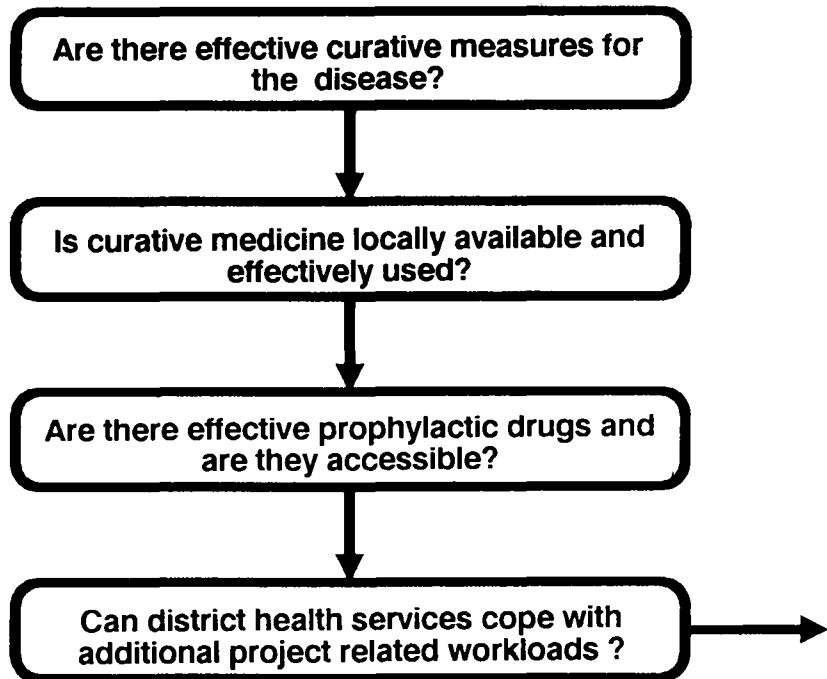 Are there effective curative measures for
the disease?
Is curative medicine locally available and
effectively used?
Are there effective prophylactic drugs and
are they accessible?
Can district health services cope with
additional project related workloads ?